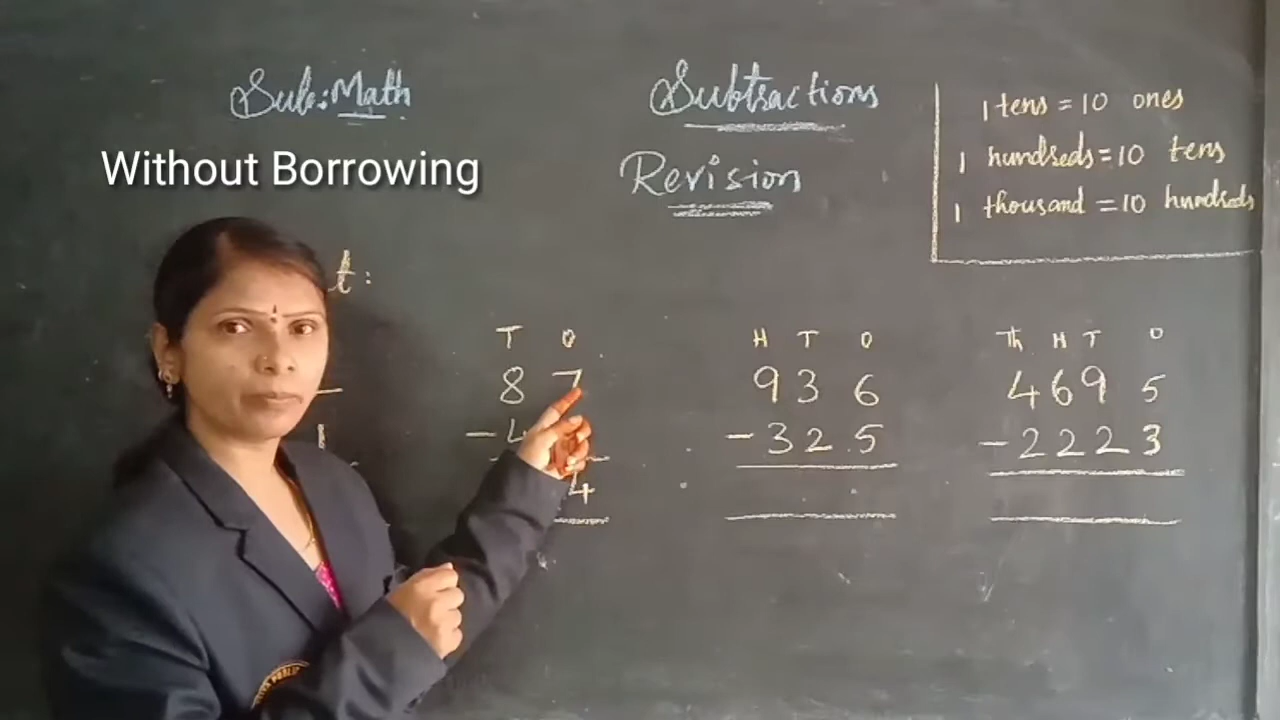 Sub: Math
Subtractions
Without Borrowing
Revision
1 tens = 10 ones
1 hundreds = 10 tens
1 thousand = 10 hundreds
T O
8 7
- 4
4
H T O
9 3 6
- 3 2 5
Th H T O
4 6 9 5
- 2 2 2 3